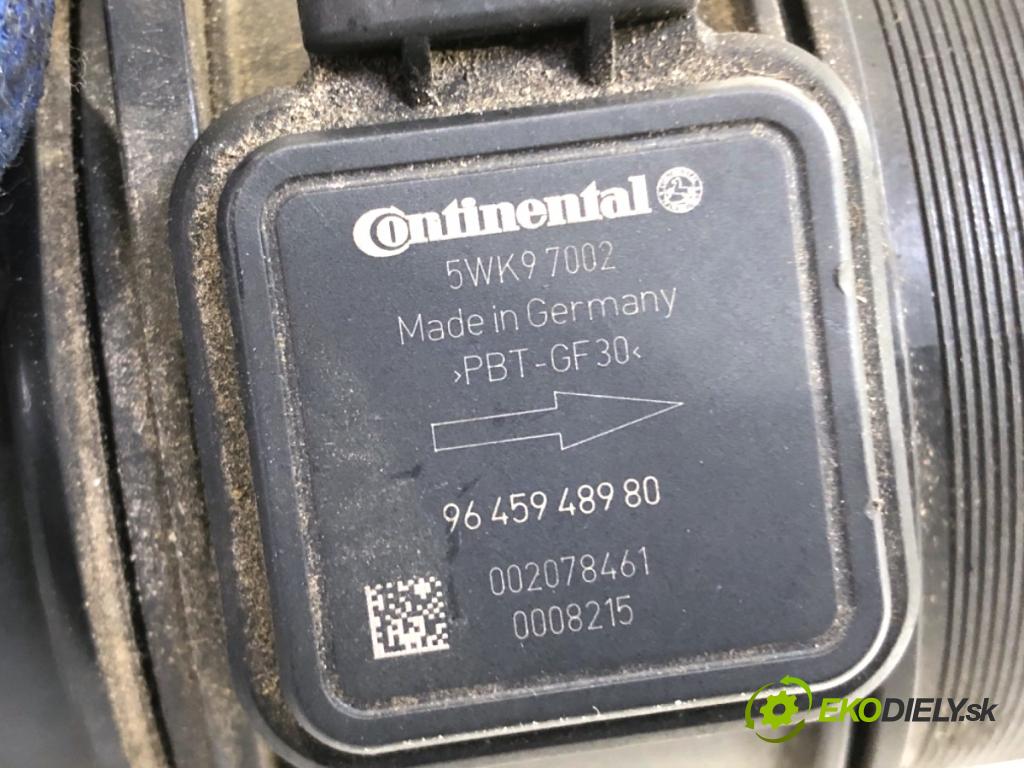 Continental
5WK9 7002
Made in Germany
›PBT-GF30‹
96 459 489 80
002078461
0008215
EKODIELY.sk